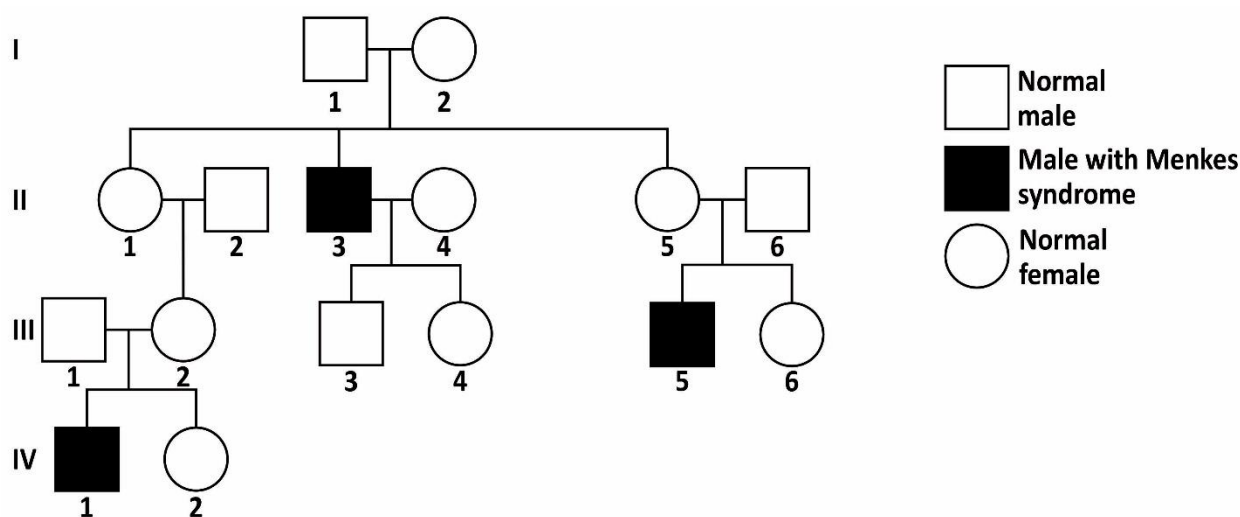 I
1 2
II
1 2 3 4 5 6
III
1 2 3 4 5 6
IV
1 2
Normal
male
Male with Menkes
syndrome
Normal
female